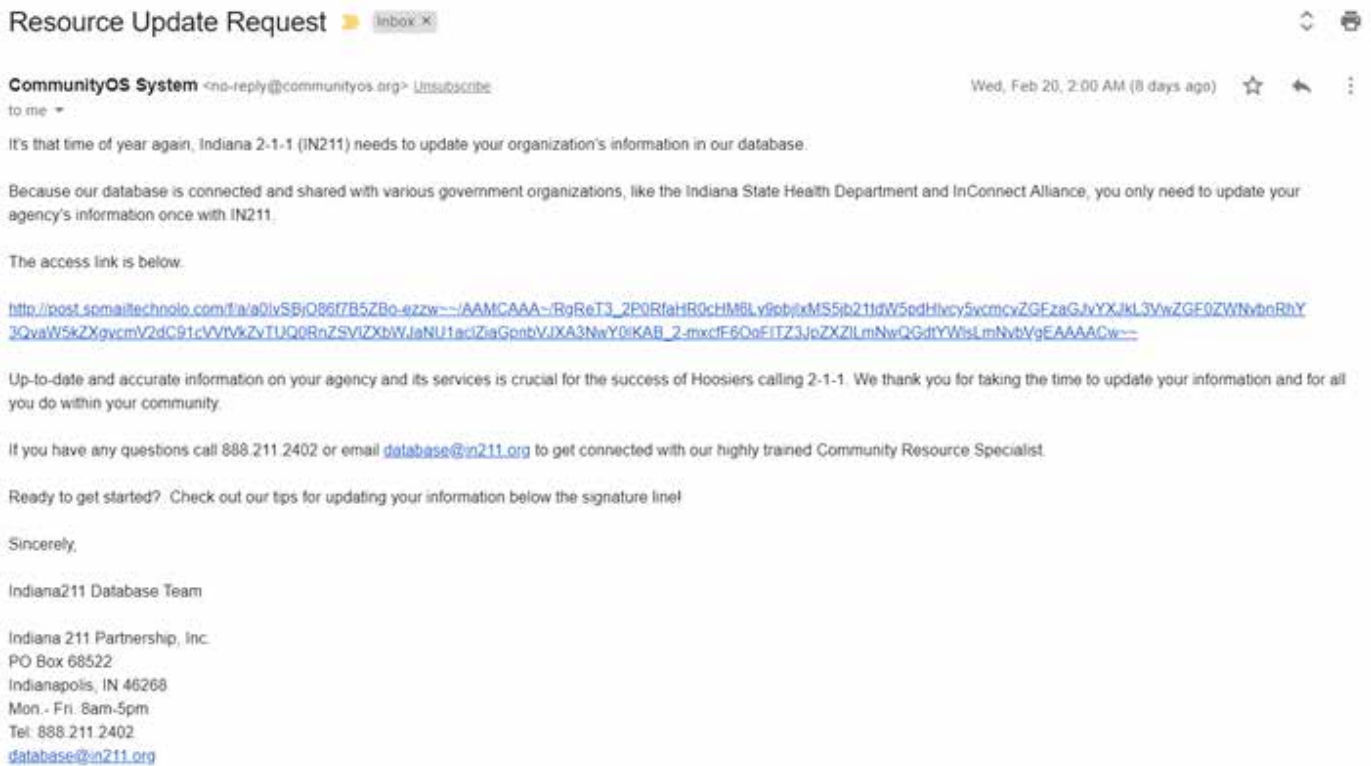 Resource Update Request Inbox ×
CommunityOS System <no-reply@communityos.org> Unsubscribe Wed, Feb 20, 2:00 AM (8 days ago)
to me
It's that time of year again, Indiana 2-1-1 (IN211) needs to update your organization's information in our database.
Because our database is connected and shared with various government organizations, like the Indiana State Health Department and InConnect Alliance, you only need to update your
agency's information once with IN211.
The access link is below.
Up-to-date and accurate information on your agency and its services is crucial for the success of Hoosiers calling 2-1-1. We thank you for taking the time to update your information and for all
you do within your community.
If you have any questions call 888.211.2402 or email database@in211.org to get connected with our highly trained Community Resource Specialist.
Ready to get started? Check out our tips for updating your information below the signature line!
Sincerely,
Indiana211 Database Team
Indiana 211 Partnership, Inc.
PO Box 68522
Indianapolis, IN 46268
Mon.- Fri. 8am-5pm
Tel: 888.211.2402
database@in211.org